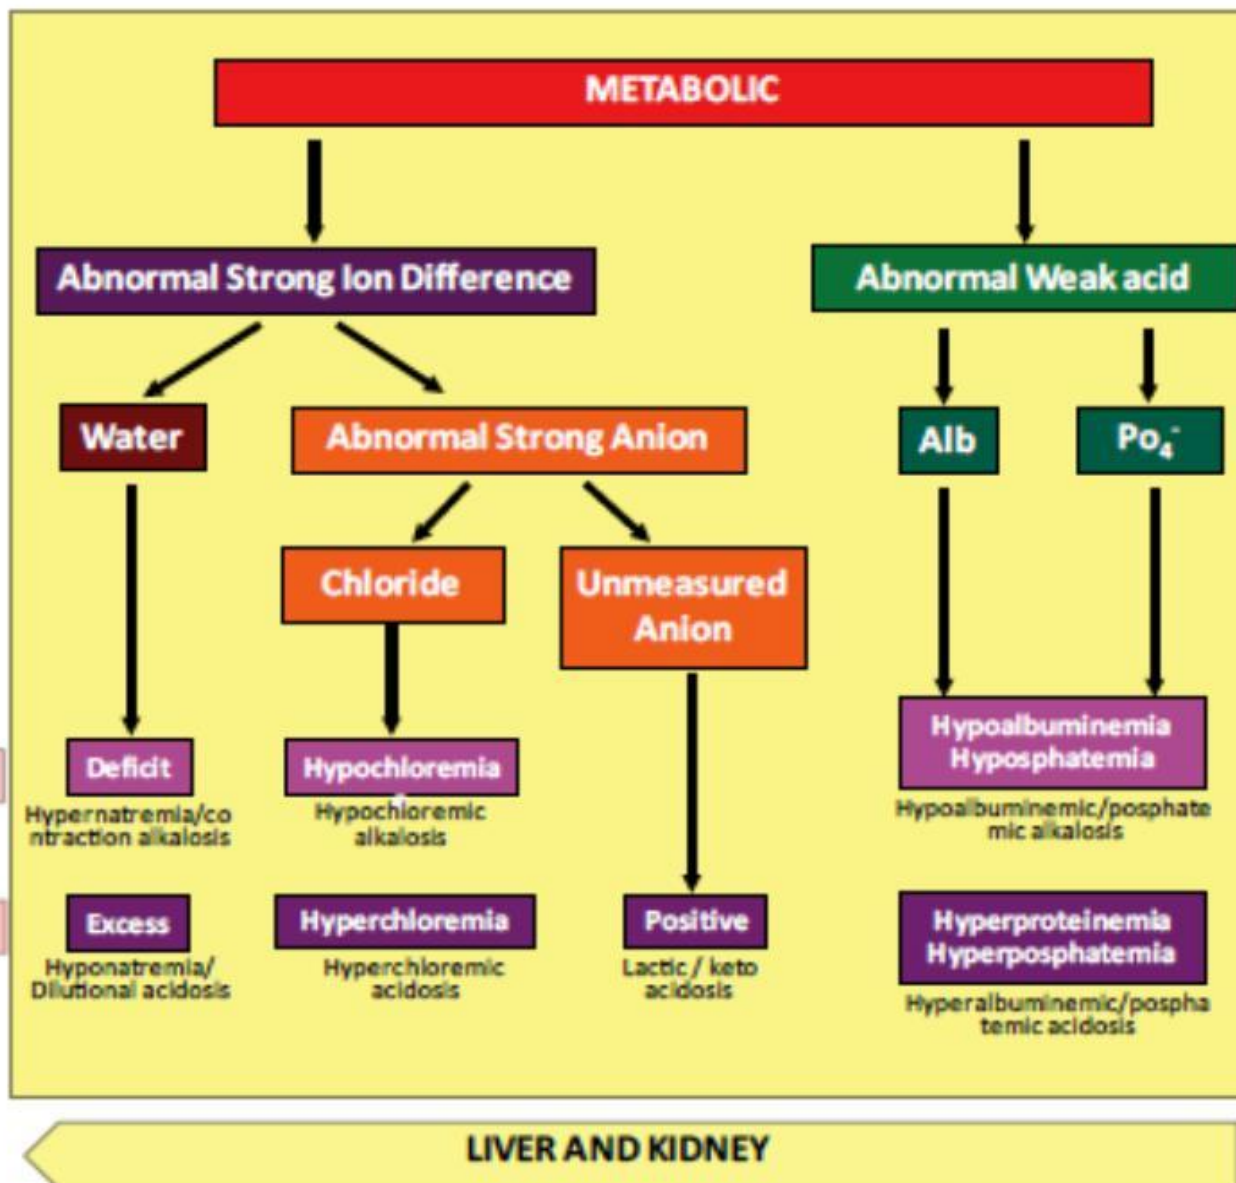 METABOLIC
Abnormal Strong Ion Difference
Abnormal Weak acid
Water
Abnormal Strong Anion
Alb
Po₄⁻
Chloride
Unmeasured
Anion
Deficit
Hypernatremia/co
ntraction alkalosis
Hypochloremia
Hypochloremic
alkalosis
Hypoalbuminemia
Hyposphatemia
Hypoalbuminemic/posphate
mic alkalosis
Excess
Hyponatremia/
Dilutional acidosis
Hyperchloremia
Hyperchloremic
acidosis
Positive
Lactic / keto
acidosis
Hyperproteinemia
Hyperposphatemia
Hyperalbuminemic/pospha
temic acidosis
LIVER AND KIDNEY